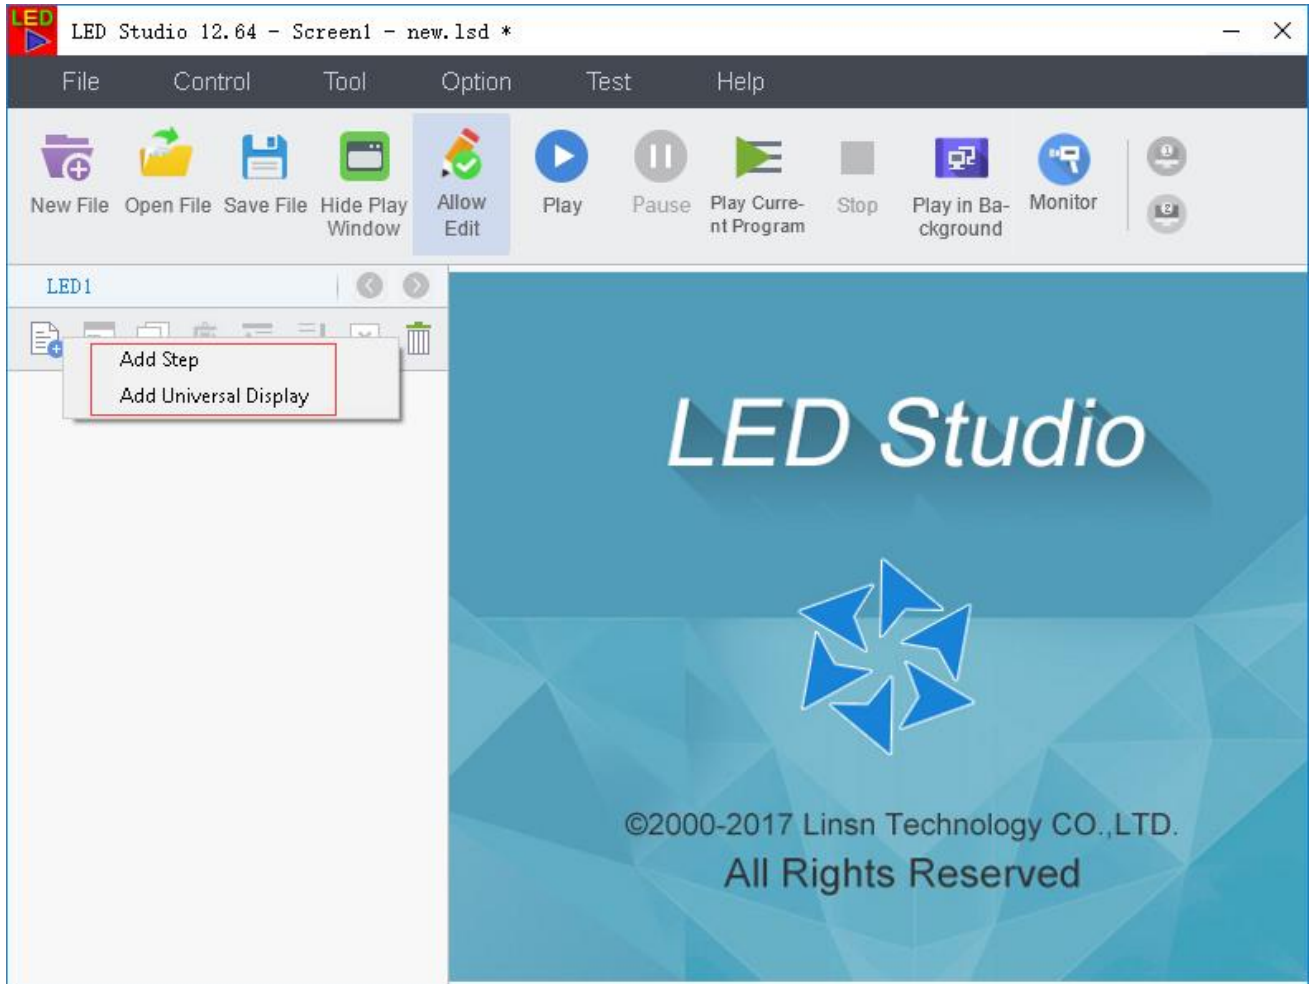 LED
LED Studio 12.64 - Screen1 - new.lsd *
File Control Tool Option Test Help
New File Open File Save File Hide Play Window Allow Edit Play Pause Play Curre-nt Program Stop Play in Ba-ckground Monitor
1
2
LED1
Add Step
Add Universal Display
LED Studio
©2000-2017 Linsn Technology CO.,LTD.
All Rights Reserved